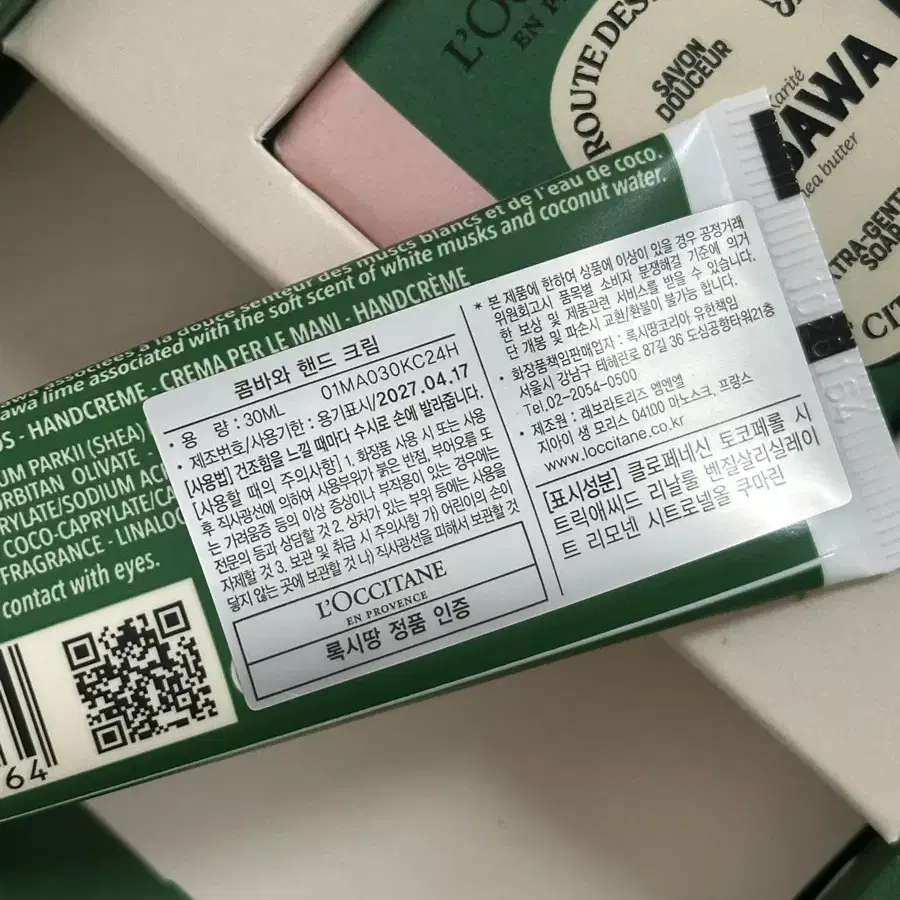 L'OCC
EN P
ROUTE DES
SAVON
DOUCEUR
Karité
BAWA
hea butter
XTRA-GENT
SOAP
CIT
associées à la douce senteur des muscs blancs et de l'eau de coco.
awa lime associated with the soft scent of white musks and coconut water.
OS - HANDCREME - CREMA PER LE MANI - HANDCRÈME
UM PARKII (SHEA)
RBITAN OLIVATE -
RYLATE/SODIUM AC
COCO-CAPRYLATE/CA
FRAGRANCE - LINALOO
contact with eyes.
64
콤바와 핸드 크림
01MA030KC24H
• 용 량 : 30ML
• 제조번호/사용기한 : 용기표시/2027.04.17
[사용법] 건조함을 느낄 때마다 수시로 손에 발라줍니다.
[사용할 때의 주의사항] 1. 화장품 사용 시 또는 사용
후 직사광선에 의하여 사용부위가 붉은 반점, 부어오름 또
는 가려움증 등의 이상 증상이나 부작용이 있는 경우에는
전문의 등과 상담할 것 2. 상처가 있는 부위 등에는 사용을
자제할 것 3. 보관 및 취급 시 주의사항 가) 어린이의 손이
닿지 않는 곳에 보관할 것 나) 직사광선을 피해서 보관할 것
L'OCCITANE
EN PROVENCE
록시땅 정품 인증
* 본 제품에 한하여 상품에 이상이 있을 경우 공정거래
위원회고시 품목별 소비자 분쟁해결 기준에 의거
한 보상 및 제품관련 서비스를 받을 수 있습니다.
단 개봉 및 파손시 교환/환불이 불가능 합니다.
• 화장품책임판매업자 : 록시땅코리아 유한책임
서울시 강남구 테헤란로 87길 36 도심공항타워21층
Tel.02-2054-0500
• 제조원 : 래보라토리즈 엠엔엘
지아이 생 모리스 04100 마노스크, 프랑스
www.loccitane.co.kr
[표시성분] 클로페네신 토코페롤 시
트릭애씨드 리날룰 벤질살리실레이
트 리모넨 시트로넬올 쿠마린